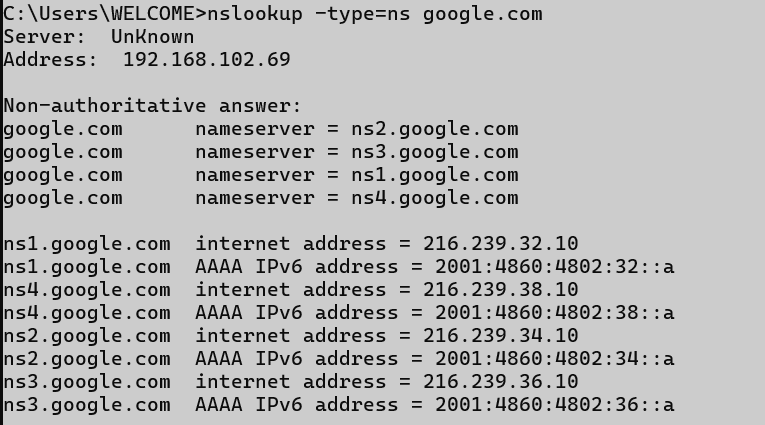 C:\Users\WELCOME>nslookup -type=ns google.com
Server:  UnKnown
Address:  192.168.102.69

Non-authoritative answer:
google.com      nameserver = ns2.google.com
google.com      nameserver = ns3.google.com
google.com      nameserver = ns1.google.com
google.com      nameserver = ns4.google.com

ns1.google.com  internet address = 216.239.32.10
ns1.google.com  AAAA IPv6 address = 2001:4860:4802:32::a
ns4.google.com  internet address = 216.239.38.10
ns4.google.com  AAAA IPv6 address = 2001:4860:4802:38::a
ns2.google.com  internet address = 216.239.34.10
ns2.google.com  AAAA IPv6 address = 2001:4860:4802:34::a
ns3.google.com  internet address = 216.239.36.10
ns3.google.com  AAAA IPv6 address = 2001:4860:4802:36::a